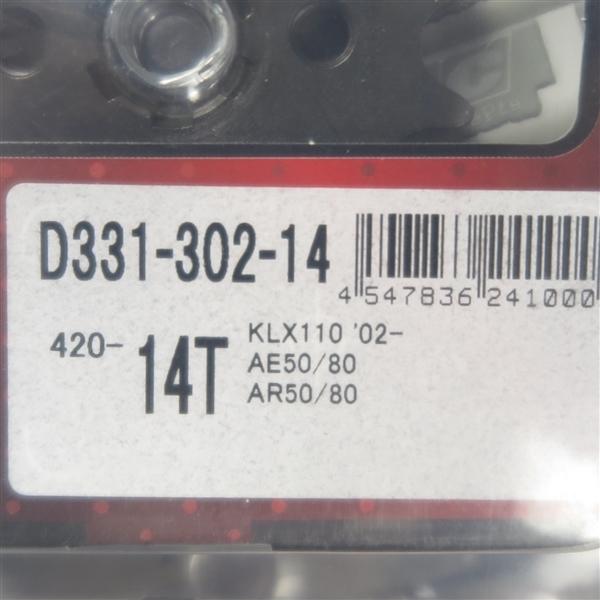 D331-302-14
4 547836 241000
420- 14T
KLX110 '02-
AE50/80
AR50/80